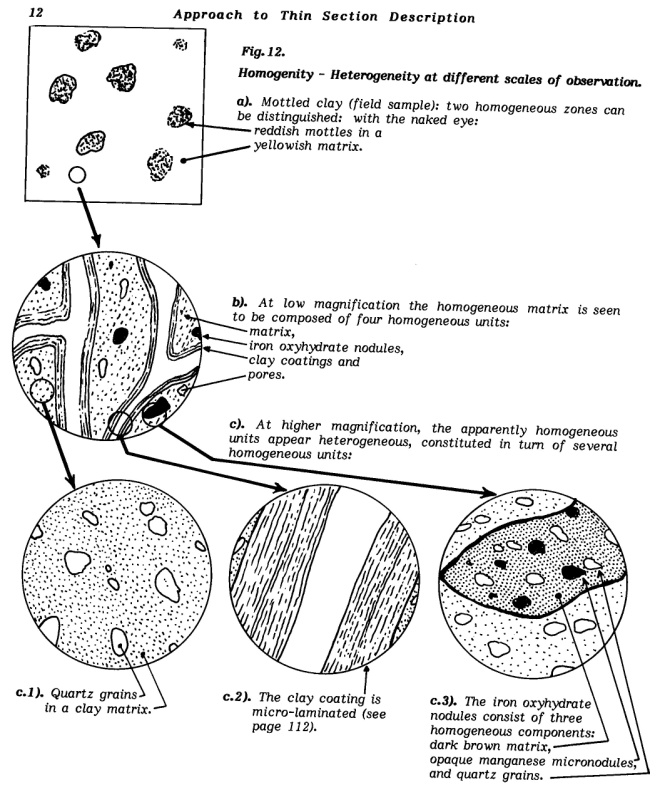 12
Approach to Thin Section Description
Fig.12.
Homogenity - Heterogeneity at different scales of observation.
a). Mottled clay (field sample): two homogeneous zones can
be distinguished: with the naked eye:
reddish mottles in a
yellowish matrix.
b). At low magnification the homogeneous matrix is seen
to be composed of four homogeneous units:
matrix,
iron oxyhydrate nodules,
clay coatings and
pores.
c). At higher magnification, the apparently homogeneous
units appear heterogeneous, constituted in turn of several
homogeneous units:
c.1). Quartz grains
in a clay matrix.
c.2). The clay coating is
micro-laminated (see
page 112).
c.3). The iron oxyhydrate
nodules consist of three
homogeneous components:
dark brown matrix,
opaque manganese micronodules,
and quartz grains.